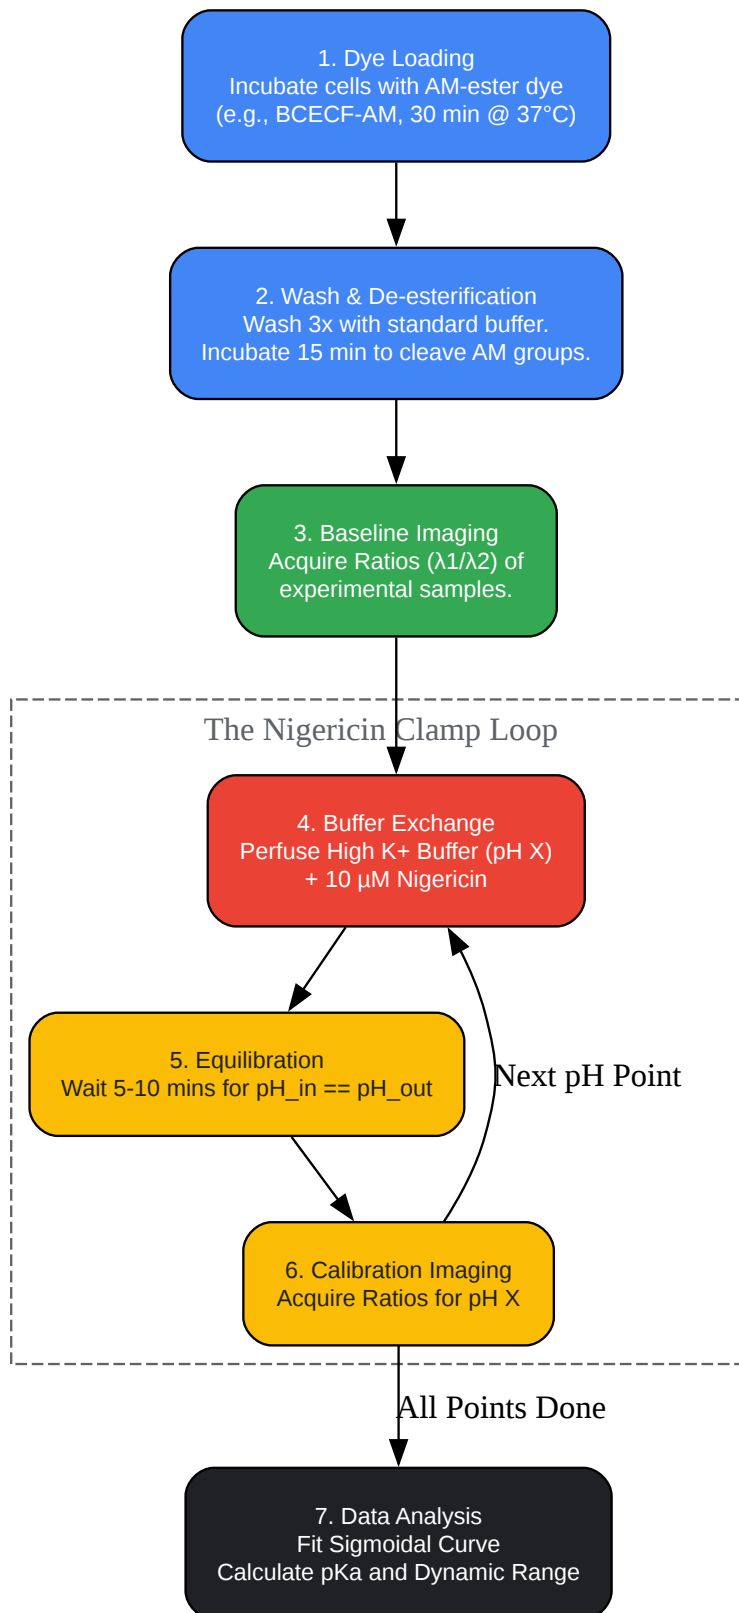 1. Dye Loading
Incubate cells with AM-ester dye
(e.g., BCECF-AM, 30 min @ 37°C)
2. Wash & De-esterification
Wash 3x with standard buffer.
Incubate 15 min to cleave AM groups.
3. Baseline Imaging
Acquire Ratios (λ1/λ2) of
experimental samples.
The Nigericin Clamp Loop
4. Buffer Exchange
Perfuse High K+ Buffer (pH X)
+ 10 µM Nigericin
5. Equilibration
Wait 5-10 mins for pH_in == pH_out
Next pH Point
6. Calibration Imaging
Acquire Ratios for pH X
All Points Done
7. Data Analysis
Fit Sigmoidal Curve
Calculate pKa and Dynamic Range